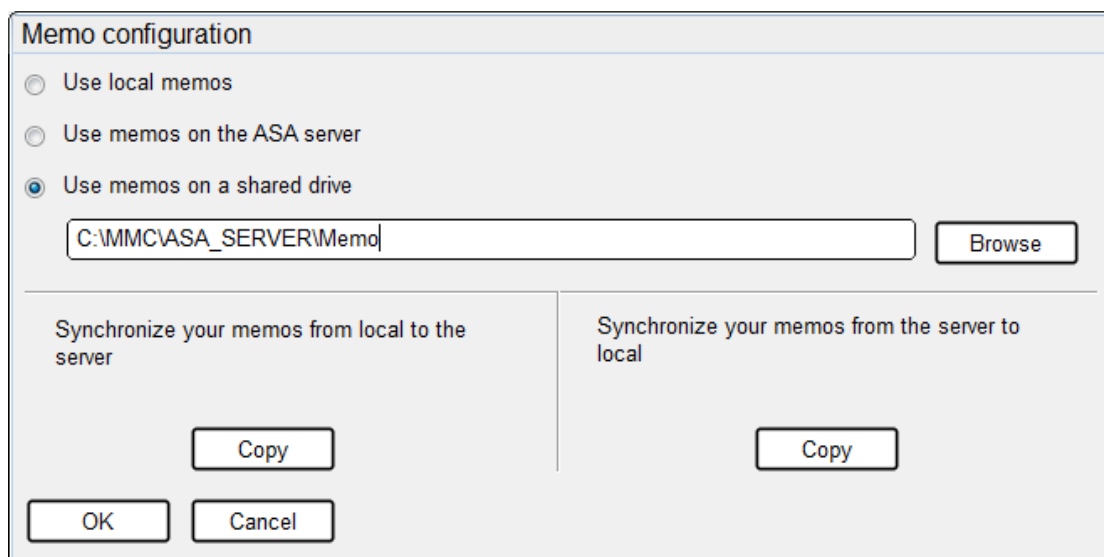 Memo configuration
Use local memos
Use memos on the ASA server
Use memos on a shared drive
C:\MMC\ASA_SERVER\Memo
Browse
Synchronize your memos from local to the
server
Synchronize your memos from the server to
local
Copy
Copy
OK
Cancel